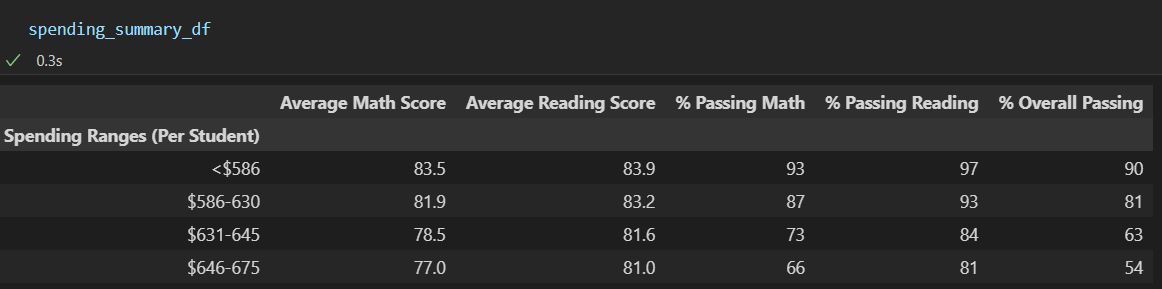 spending_summary_df
0.3s
Average Math Score Average Reading Score % Passing Math % Passing Reading % Overall Passing
Spending Ranges (Per Student)
<$586 83.5 83.9 93 97 90
$586-630 81.9 83.2 87 93 81
$631-645 78.5 81.6 73 84 63
$646-675 77.0 81.0 66 81 54